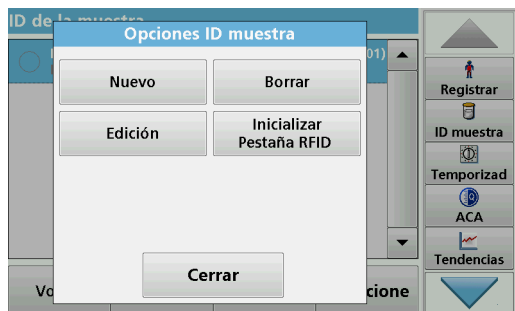 ID de la muestra
Opciones ID muestra
01)
Nuevo
Borrar
Edición
Inicializar
Pestaña RFID
Cerrar
Vo
cione
Registrar
ID muestra
Temporizad
ACA
Tendencias